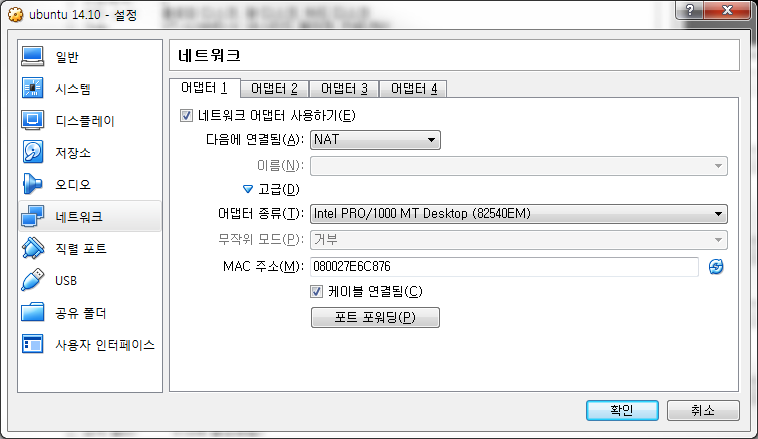 ubuntu 14.10 - 설정
일반
시스템
디스플레이
저장소
오디오
네트워크
직렬 포트
USB
공유 폴더
사용자 인터페이스
네트워크
어댑터 1 어댑터 2 어댑터 3 어댑터 4
네트워크 어댑터 사용하기(E)
다음에 연결됨(A): NAT
이름(N):
고급(D)
어댑터 종류(T): Intel PRO/1000 MT Desktop (82540EM)
무작위 모드(P): 거부
MAC 주소(M): 080027E6C876
케이블 연결됨(C)
포트 포워딩(P)
확인 취소